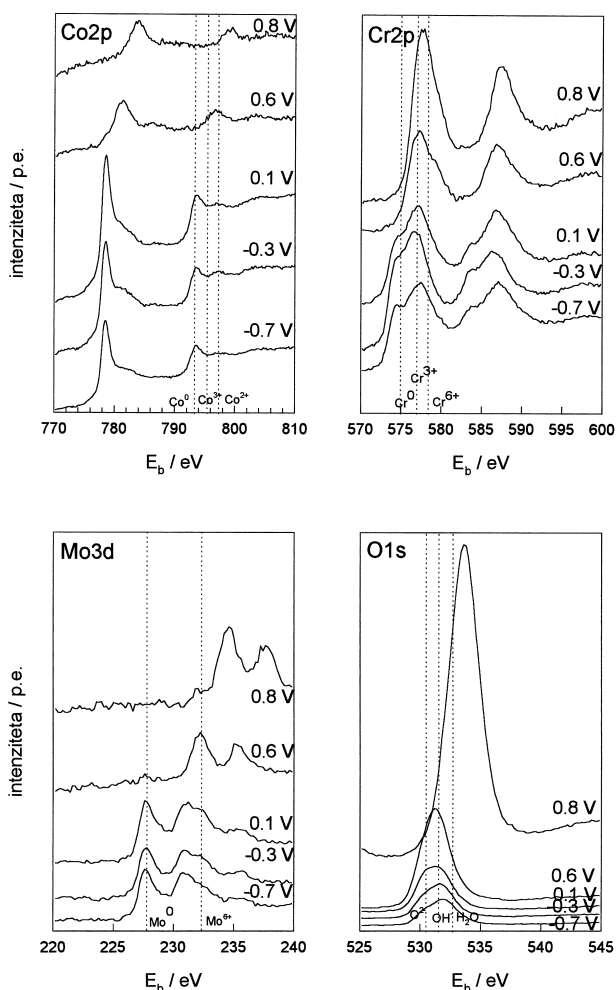 Co2p
0.8 V
0.6 V
0.1 V
-0.3 V
-0.7 V
Co⁰ Co³⁺ Co²⁺
770 780 790 800 810
E_b / eV
intenziteta / p.e.
Cr2p
0.8 V
0.6 V
0.1 V
-0.3 V
-0.7 V
Cr³⁺
Cr⁰ Cr⁶⁺
565 570 575 580 585 590 595 600
E_b / eV
Mo3d
0.8 V
0.6 V
0.1 V
-0.3 V
-0.7 V
Mo⁰ Mo⁶⁺
220 225 230 235 240
E_b / eV
intenziteta / p.e.
O1s
0.8 V
0.6 V
0.1 V
-0.3 V
-0.7 V
O²⁻ OH⁻ H₂O
525 530 535 540 545
E_b / eV